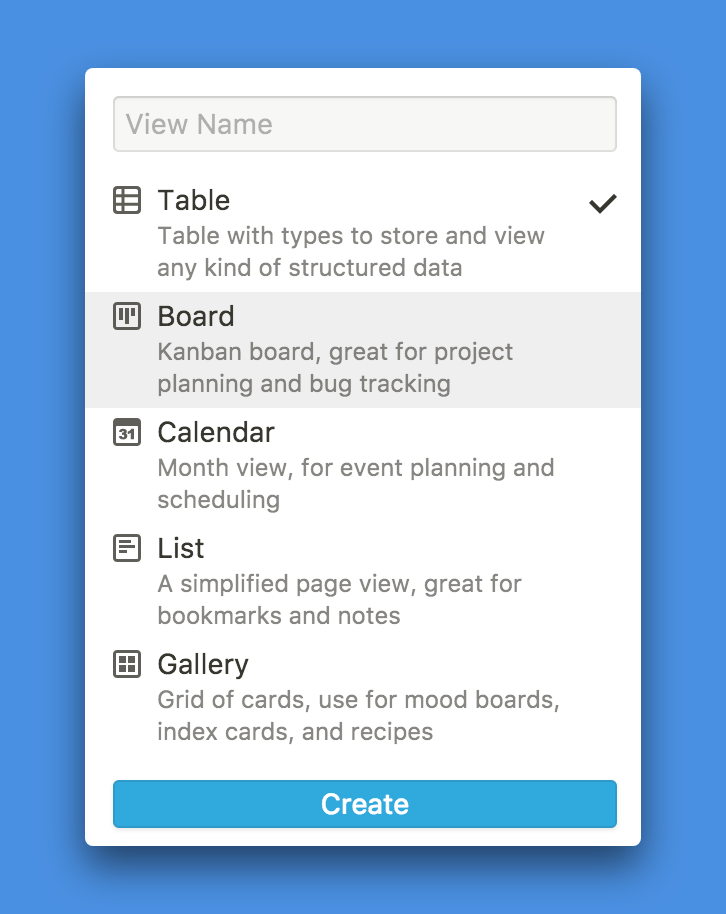 View Name
Table
Table with types to store and view
any kind of structured data
Board
Kanban board, great for project
planning and bug tracking
31
Calendar
Month view, for event planning and
scheduling
List
A simplified page view, great for
bookmarks and notes
Gallery
Grid of cards, use for mood boards,
index cards, and recipes
Create